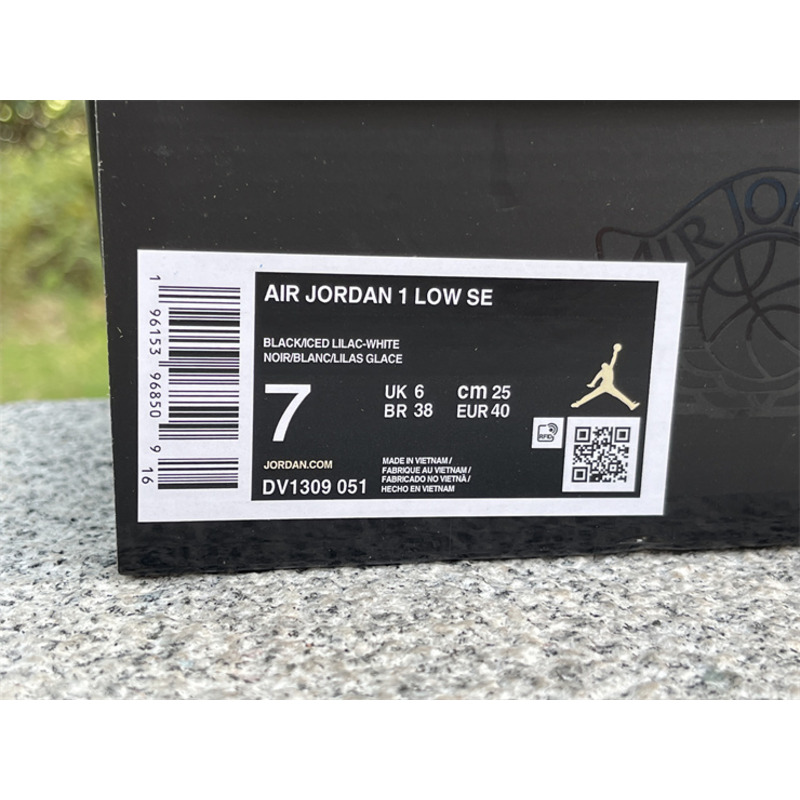 AIR JORDAN
AIR JORDAN 1 LOW SE
BLACK/ICED LILAC-WHITE
NOIR/BLANC/LILAS GLACE
7
UK 6 cm 25
BR 38 EUR 40
RFID
JORDAN.COM
DV1309 051
MADE IN VIETNAM /
FABRIQUE AU VIETNAM /
FABRICADO NO VIETNÃ /
HECHO EN VIETNAM
1 96153 96850 9 16